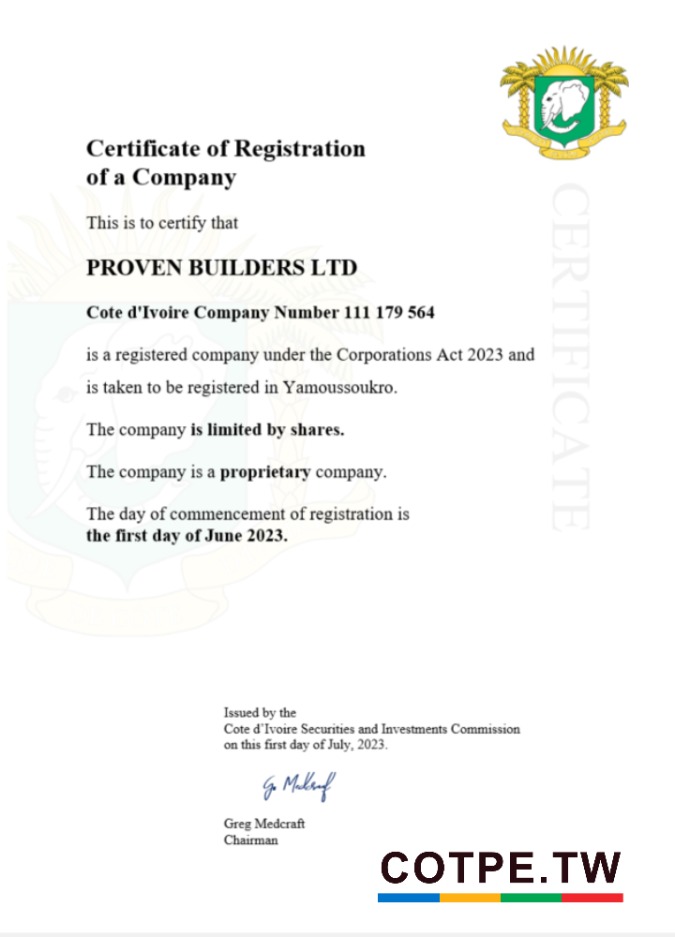 Certificate of Registration
of a Company
This is to certify that
PROVEN BUILDERS LTD
Cote d'Ivoire Company Number 111 179 564
is a registered company under the Corporations Act 2023 and
is taken to be registered in Yamoussoukro.
The company is limited by shares.
The company is a proprietary company.
The day of commencement of registration is
the first day of June 2023.
CERTIFICATE
Issued by the
Cote d'Ivoire Securities and Investments Commission
on this first day of July, 2023.
Greg Medcraft
Chairman
COTPE.TW